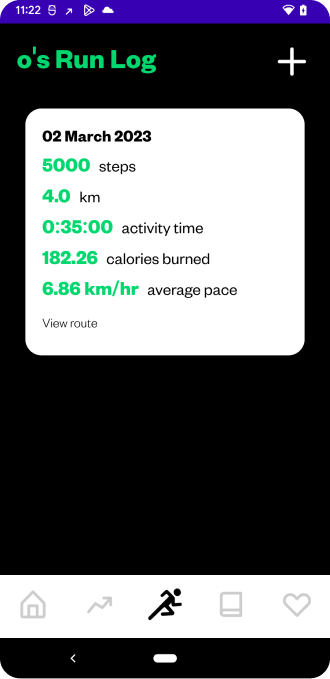 11:22
o's Run Log
02 March 2023
5000 steps
4.0 km
0:35:00 activity time
182.26 calories burned
6.86 km/hr average pace
View route